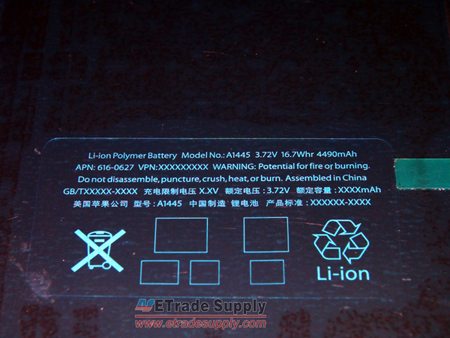 Li-ion Polymer Battery Model No.: A1445 3.72V 16.7Whr 4490mAh
APN: 616-0627 VPN:XXXXXXXXX WARNING: Potential for fire or burning.
Do not disassemble, puncture, crush, heat, or burn. Assembled in China
GB/TXXXXX-XXXX 充电限制电压 X.XV 额定电压: 3.72V 额定容量: XXXXmAh
美国苹果公司 型号: A1445 中国制造 锂电池 产品标准: XXXXXX-XXXX
Li-ion
ETrade Supply
www.etradesupply.com